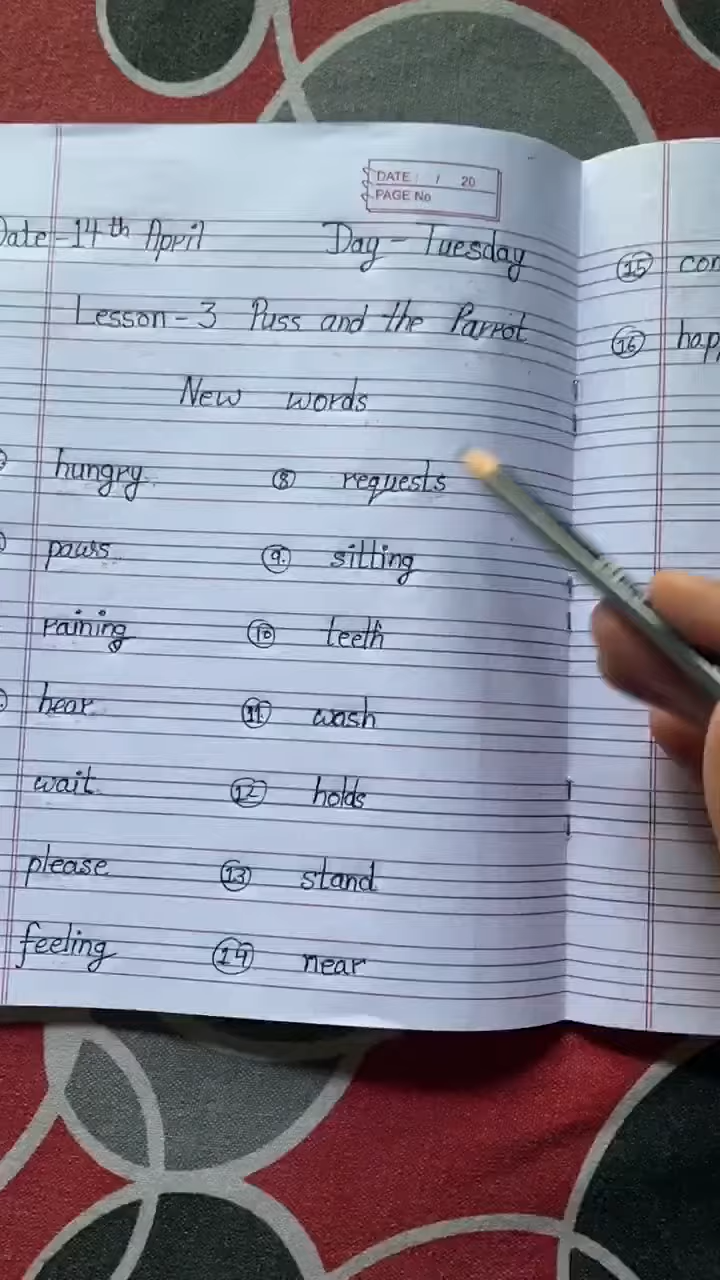 DATE : / 20
PAGE No
Date - 14th April Day - Tuesday
Lesson - 3 Puss and the Parrot
New words
hungry
paws
raining
hear
wait
please
feeling
8 requests
9. sitting
10 teeth
11. wash
12 holds
13 stand
14 near
15
16